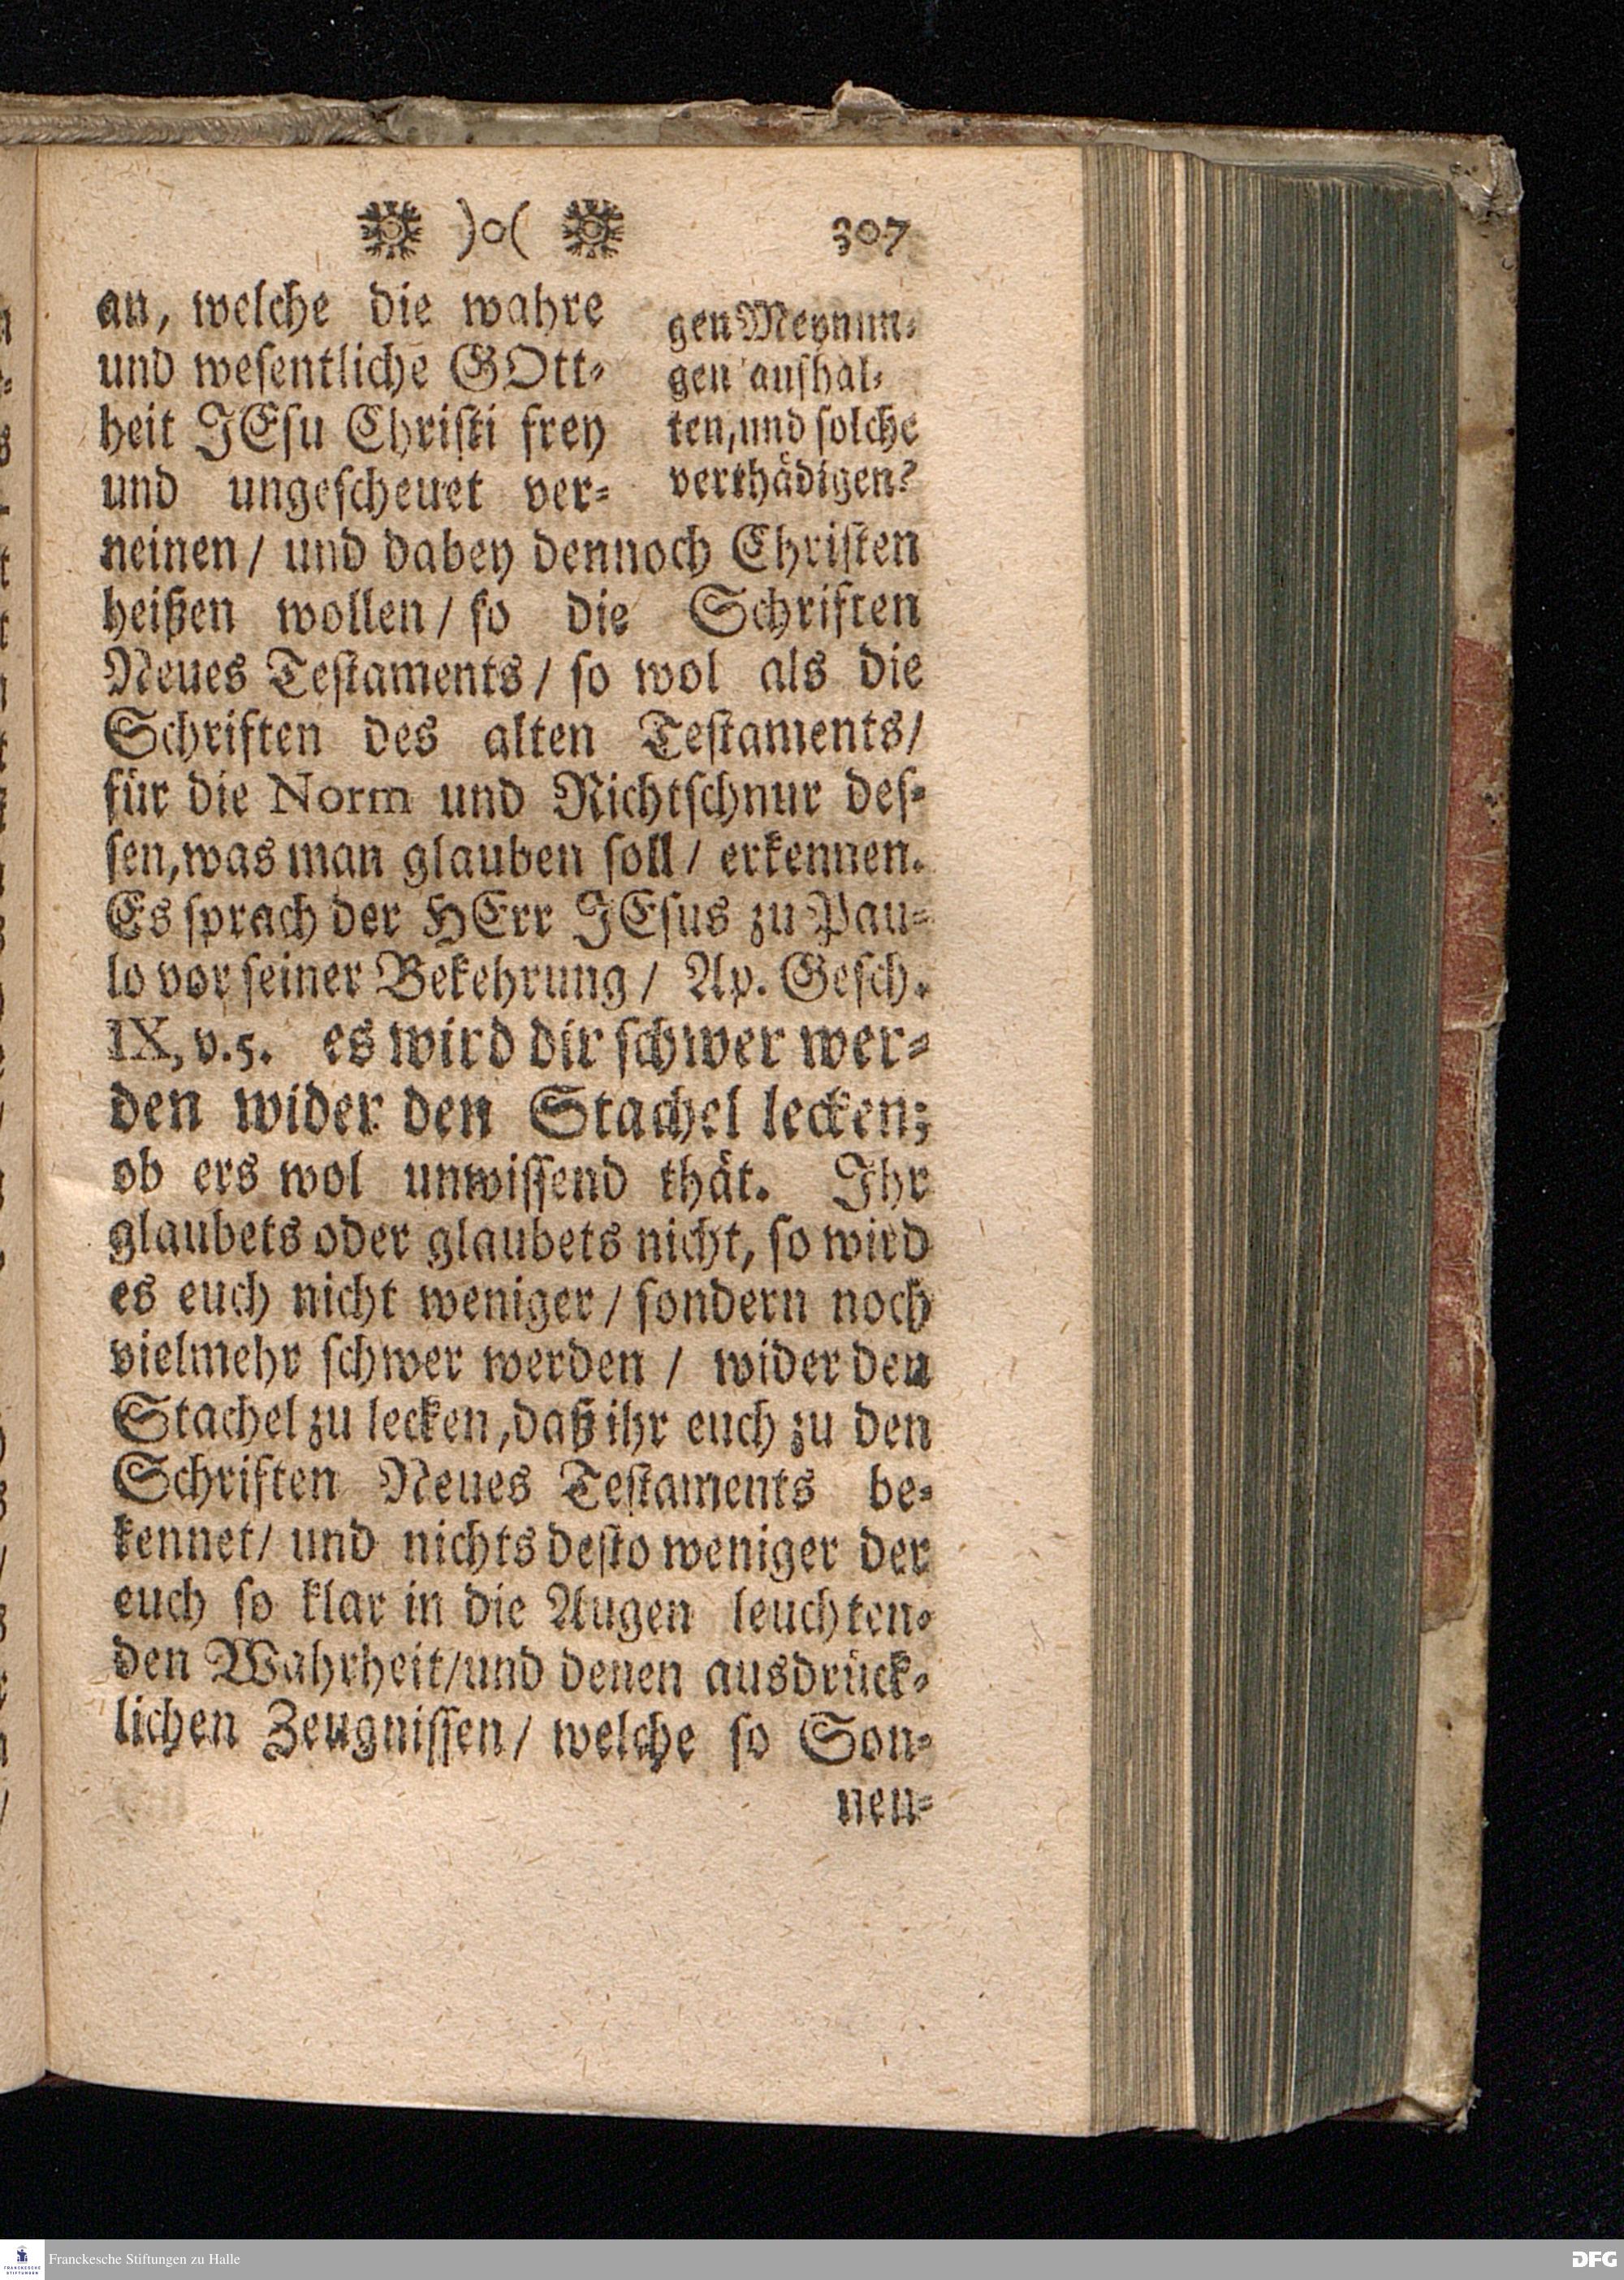 )o( 307
an, welche die wahre
und wesentliche GOtt-
heit JEsu Christi frey
und ungescheuet ver-
gen Meynun-
gen aufhal-
ten, und solche
verthädigen?
neinen / und dabey dennoch Christen
heißen wollen / so die Schriften
Neues Testaments / so wol als die
Schriften des alten Testaments /
für die Norm und Richtschnur des-
sen, was man glauben soll / erkennen.
Es sprach der HErr JEsus zu Pau-
lo vor seiner Bekehrung / Ap. Gesch.
IX, v. 5. es wird dir schwer wer-
den wider den Stachel lecken;
ob ers wol unwissend thät. Ihr
glaubets oder glaubets nicht, so wird
es euch nicht weniger / sondern noch
vielmehr schwer werden / wider den
Stachel zu lecken, daß ihr euch zu den
Schriften Neues Testaments be-
kennet / und nichts desto weniger der
euch so klar in die Augen leuchten-
den Wahrheit / und denen ausdrück-
lichen Zeugnissen / welche so Son-
nen-
FRANCKESCHE
STIFTUNGEN
Franckesche Stiftungen zu Halle
DFG